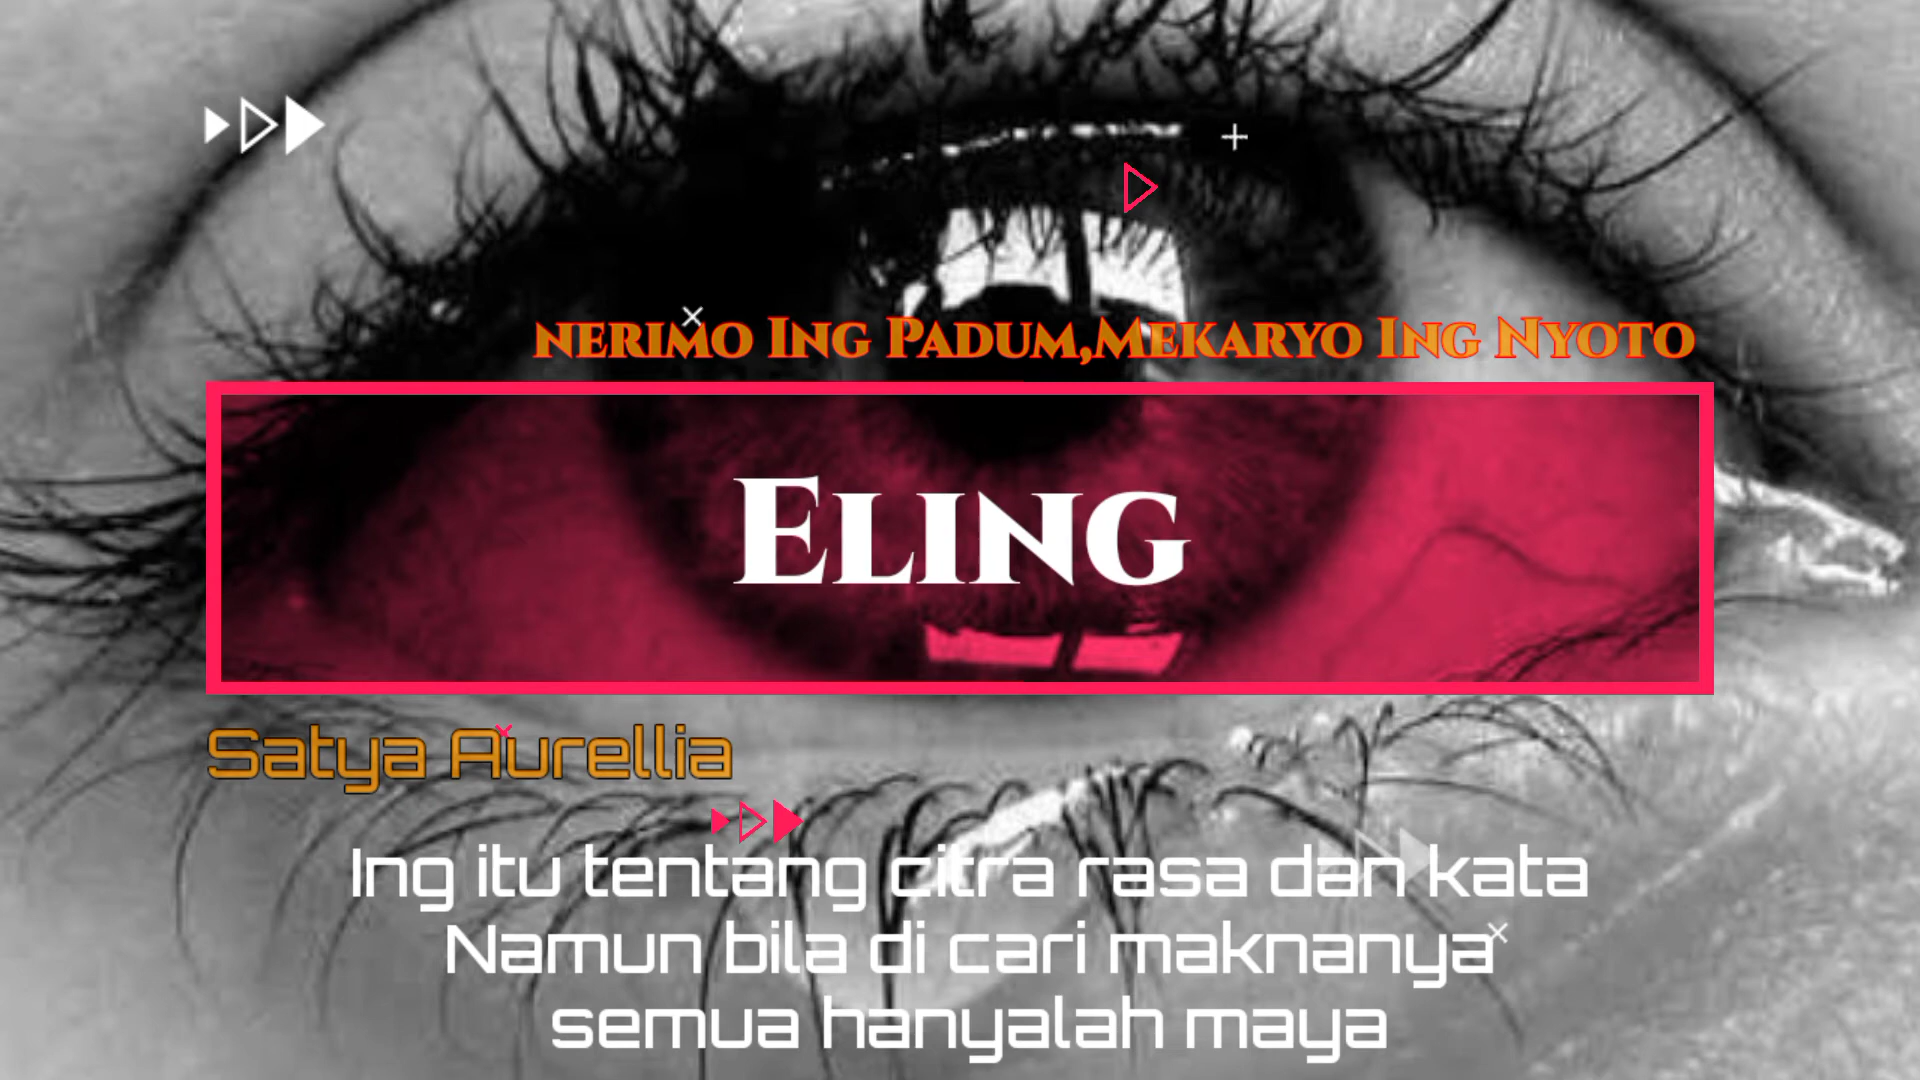 NERIMO ING PADUM,MEKARYO ING NYOTO
ELING
Satya Aurellia
Ing itu tentang citra rasa dan kata
Namun bila di cari maknanya
semua hanyalah maya